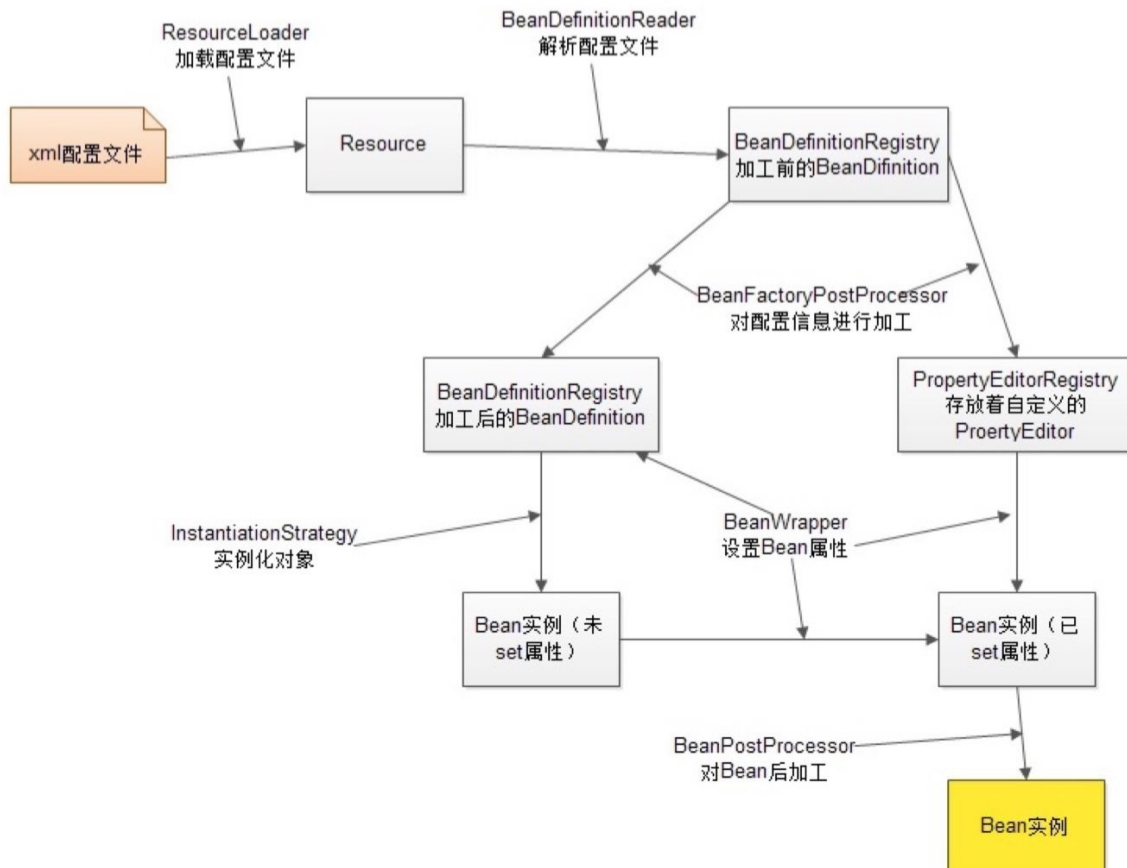 ResourceLoader
加载配置文件
BeanDefinitionReader
解析配置文件
xml配置文件
Resource
BeanDefinitionRegistry
加工前的BeanDifinition
BeanFactoryPostProcessor
对配置信息进行加工
BeanDefinitionRegistry
加工后的BeanDefinition
PropertyEditorRegistry
存放着自定义的
ProertyEditor
InstantiationStrategy
实例化对象
BeanWrapper
设置Bean属性
Bean实例（未
set属性）
Bean实例（已
set属性）
BeanPostProcessor
对Bean后加工
Bean实例